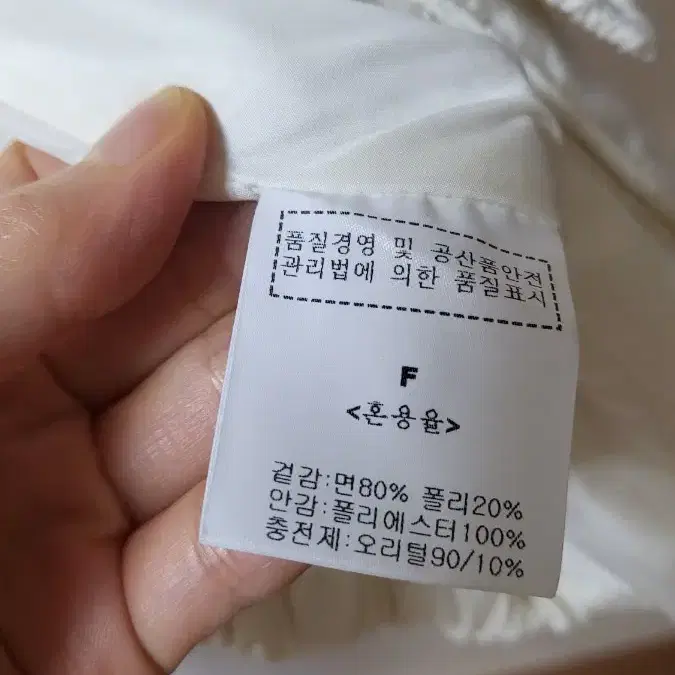 품질경영 및 공산품안전
관리법에 의한 품질표시
F
<혼용율>
겉감:면80% 폴리20%
안감:폴리에스터100%
충전제:오리털90/10%